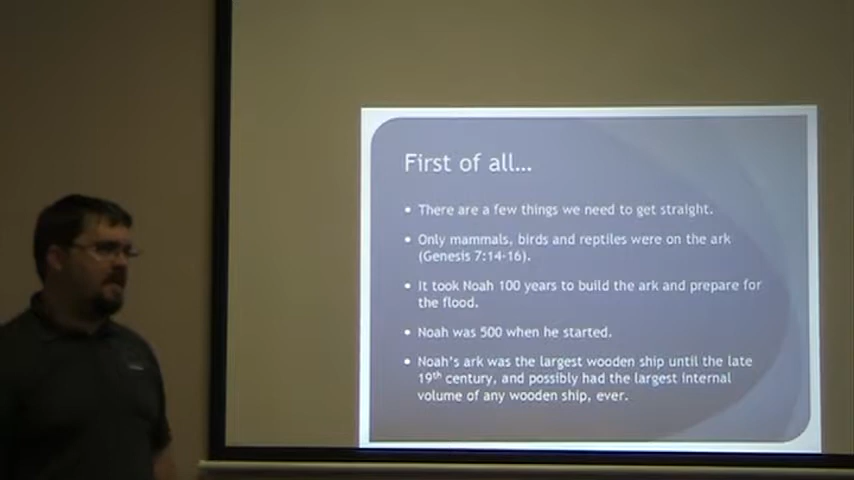 First of all...
• There are a few things we need to get straight.
• Only mammals, birds and reptiles were on the ark
(Genesis 7:14-16).
• It took Noah 100 years to build the ark and prepare for
the flood.
• Noah was 500 when he started.
• Noah's ark was the largest wooden ship until the late
19th century, and possibly had the largest internal
volume of any wooden ship, ever.